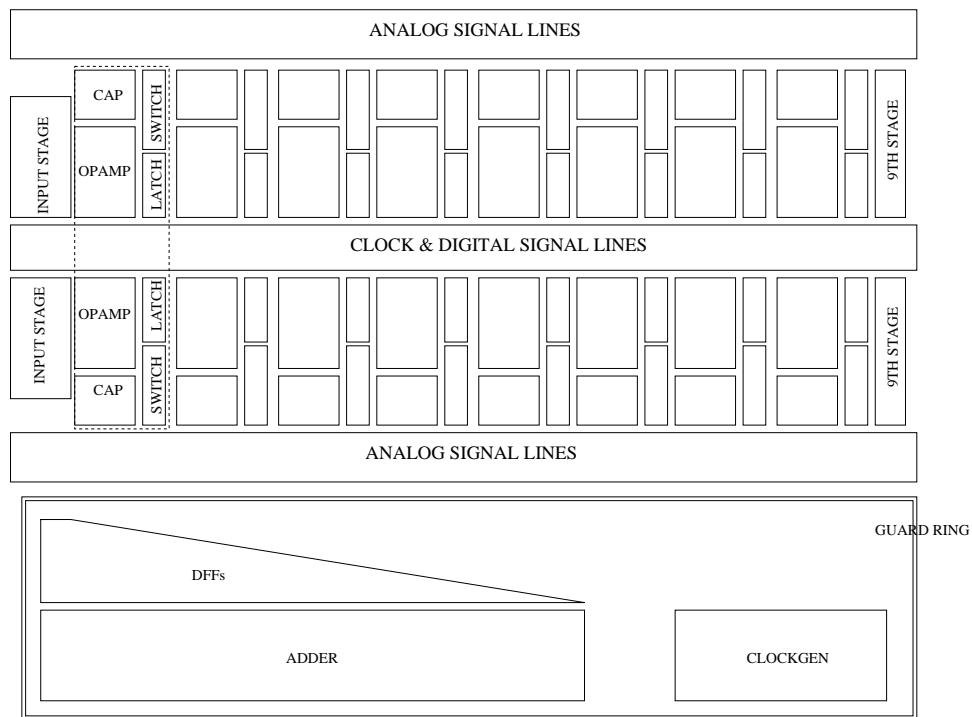 ANALOG SIGNAL LINES
INPUT STAGE
CAP
SWITCH
OPAMP
LATCH
9TH STAGE
CLOCK & DIGITAL SIGNAL LINES
INPUT STAGE
OPAMP
LATCH
CAP
SWITCH
9TH STAGE
ANALOG SIGNAL LINES
GUARD RING
DFFs
ADDER
CLOCKGEN